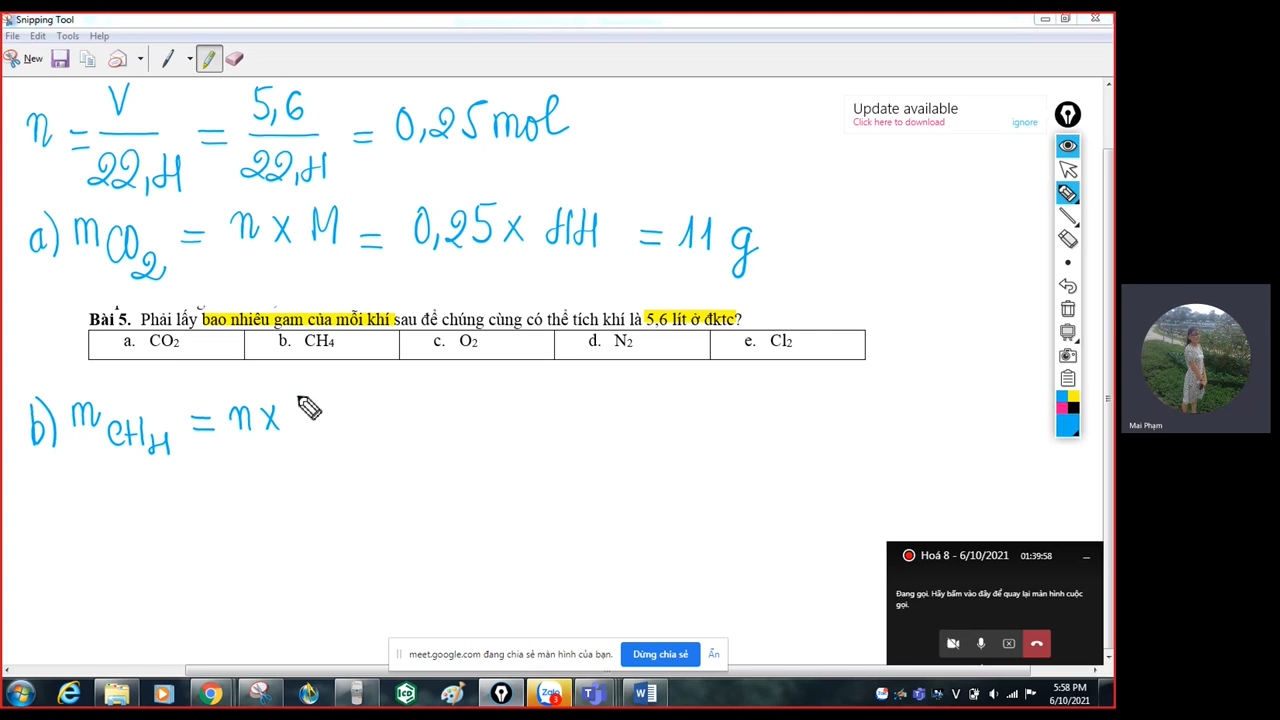 Snipping Tool
File Edit Tools Help
New
n = V/22,4 = 5,6/22,4 = 0,25 mol
Update available
Click here to download ignore
a) mCO2 = n x M = 0,25 x 44 = 11 g
Bài 5. Phải lấy bao nhiêu gam của mỗi khí sau để chúng cùng có thể tích khí là 5,6 lít ở đktc?
a. CO2 b. CH4 c. O2 d. N2 e. Cl2
b) mCH4 = n x
Mai Phạm
Hoá 8 - 6/10/2021 01:39:58
Đang gọi. Hãy bấm vào đây để quay lại màn hình cuộc
gọi.
meet.google.com đang chia sẻ màn hình của bạn. Dừng chia sẻ Ẩn
Zalo
5:58 PM
6/10/2021